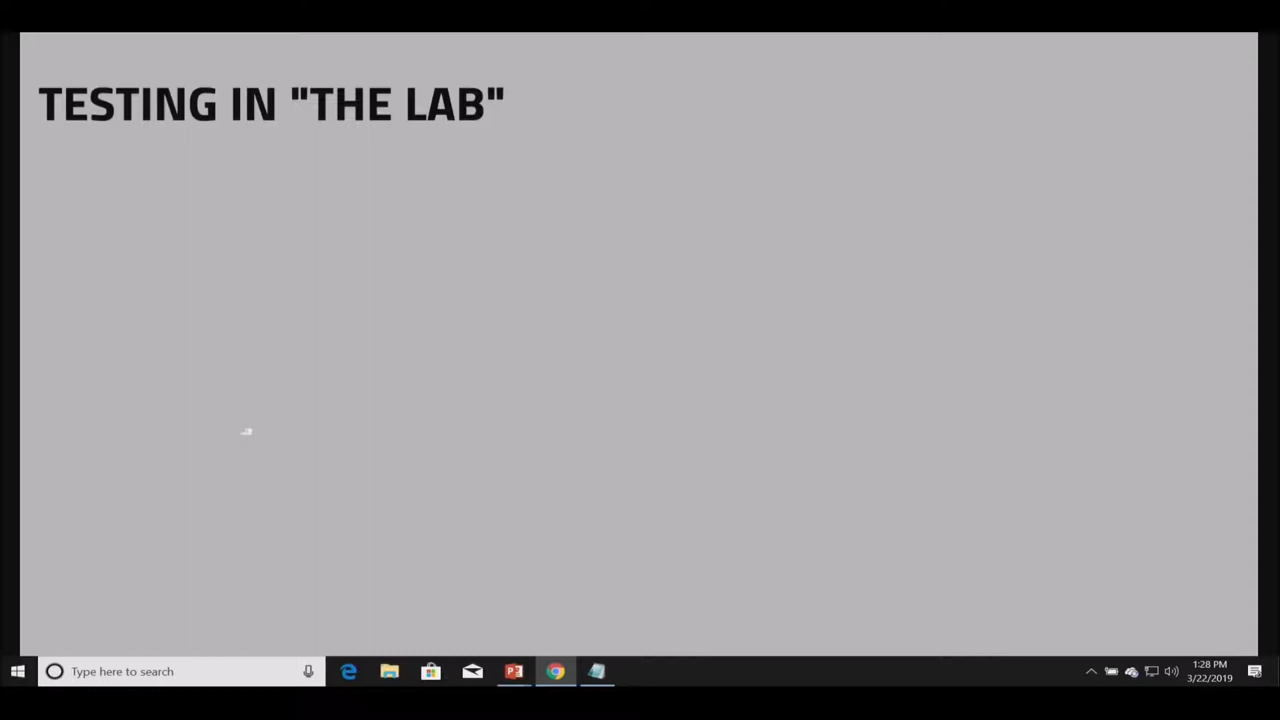 TESTING IN "THE LAB"
Type here to search
1:28 PM
3/22/2019